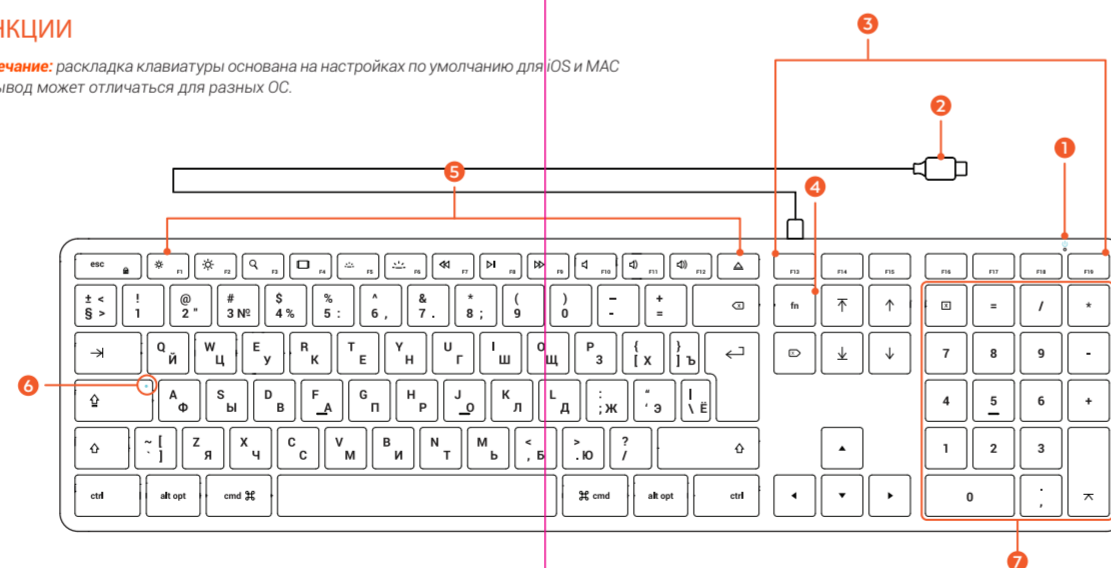 НКЦИИ
ечание: раскладка клавиатуры основана на настройках по умолчанию для iOS и MAC
ывод может отличаться для разных ОС.
3
2
1
5
4
esc F1 F2 F3 F4 F5 F6 F7 F8 F9 F10 F11 F12 F13 F14 F15 F16 F17 F18 F19
± < ! @ # $ % ^ & * ( ) – +
§ > 1 2 " 3 № 4 % 5 : 6 , 7 . 8 ; 9 0 - = fn = / *
Q W E R T Y U I O P { }
Й Ц У К Е Н Г Ш Щ З [ Х ] Ъ 7 8 9 -
6
A S D F G H J K L : " |
Ф Ы В А П Р О Л Д ; Ж ' Э \ Ё 4 5 6 +
~ [ Z X C V B N M < > ?
` ] Я Ч С М И Т Ь , Б . Ю / 1 2 3
ctrl alt opt cmd ⌘ ⌘ cmd alt opt ctrl 0 . ,
7